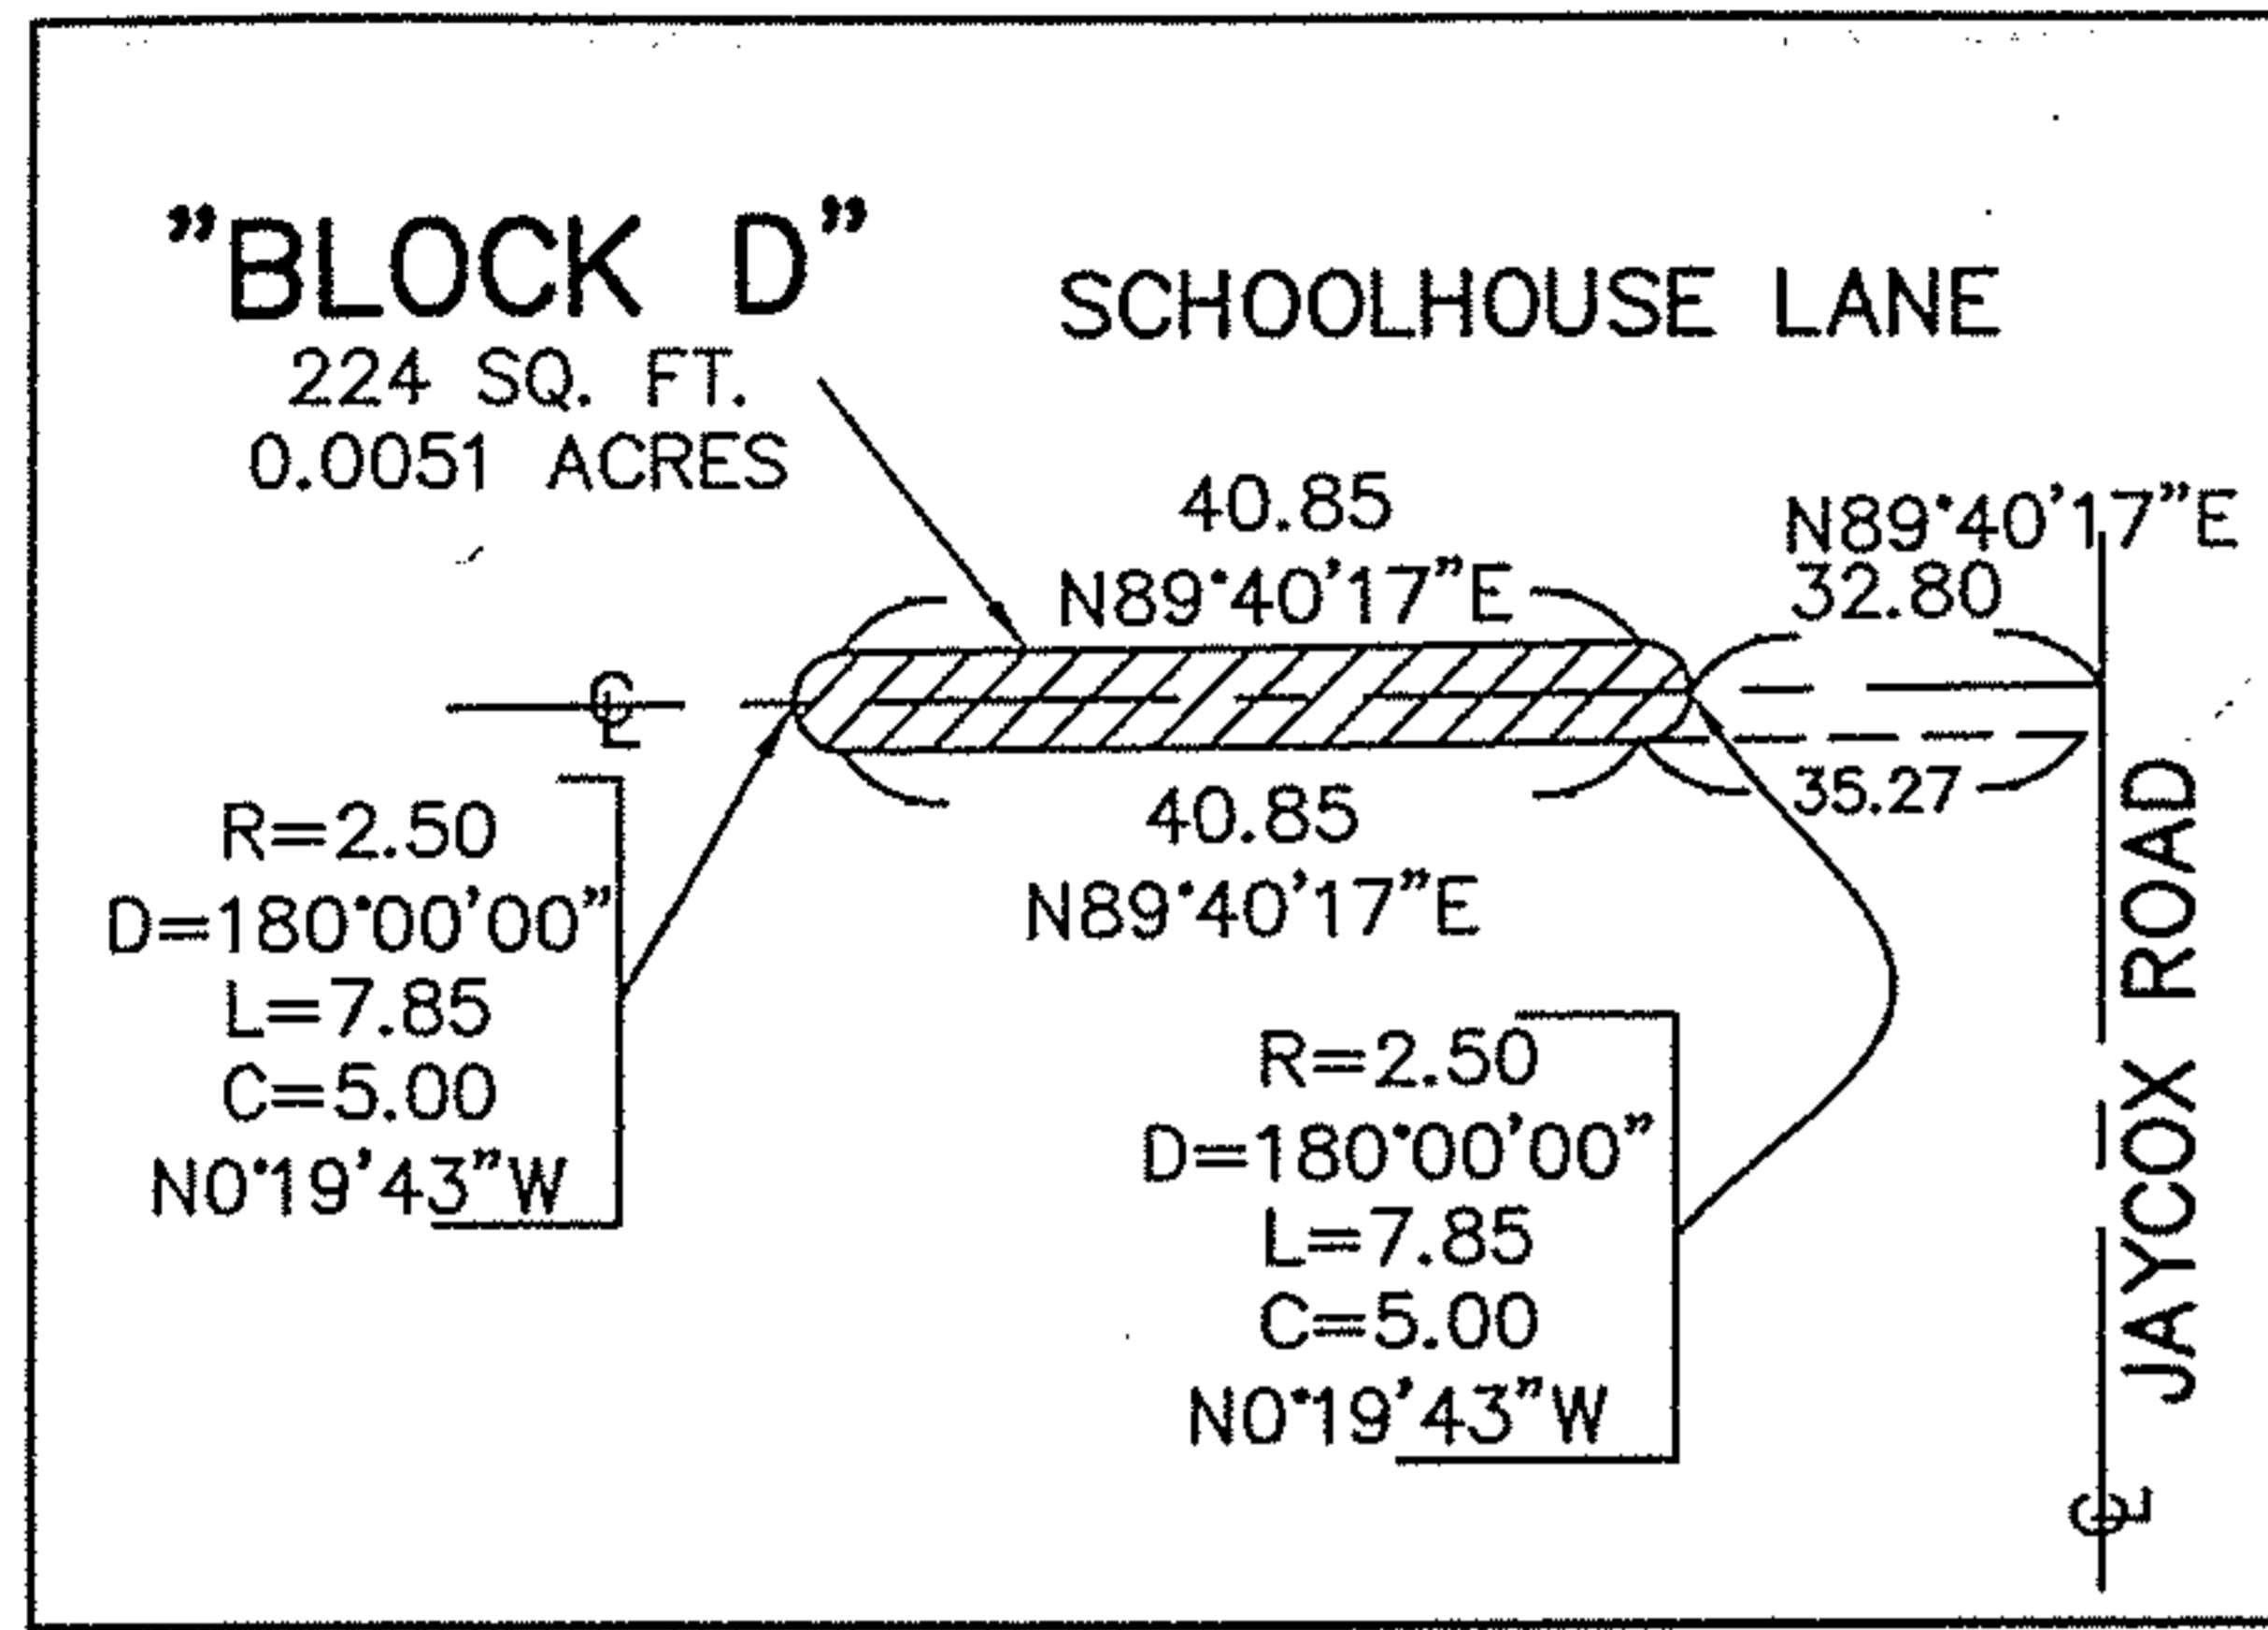 "BLOCK D"
224 SQ. FT.
0.0051 ACRES
SCHOOLHOUSE LANE
40.85
N89°40'17"E
N89°40'17"E
32.80
℄
40.85
N89°40'17"E
35.27
R=2.50
D=180°00'00"
L=7.85
C=5.00
N0°19'43"W
R=2.50
D=180°00'00"
L=7.85
C=5.00
N0°19'43"W
JAYCOX ROAD
℄